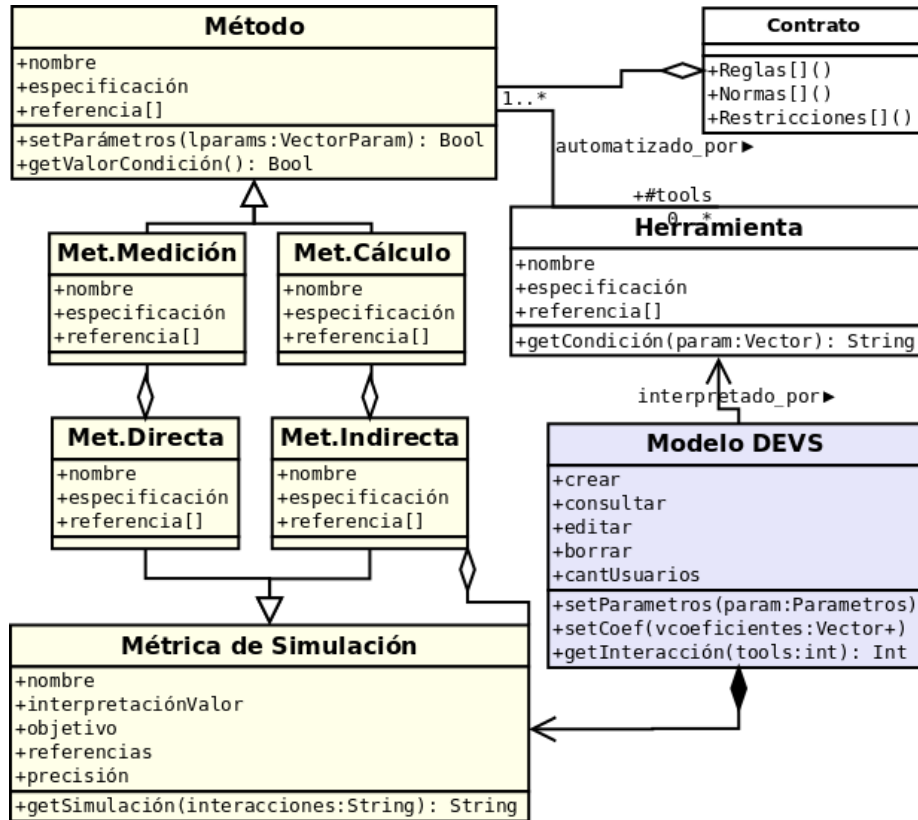 Método
+nombre
+especificación
+referencia[]
+setParámetros(lparams:VectorParam): Bool
+getValorCondición(): Bool
Contrato
+Reglas[]()
+Normas[]()
+Restricciones[]()
1..*
automatizado_por▶
+#tools
0..*
Herramienta
+nombre
+especificación
+referencia[]
+getCondición(param:Vector): String
Met.Medición
+nombre
+especificación
+referencia[]
Met.Cálculo
+nombre
+especificación
+referencia[]
interpretado_por▶
Met.Directa
+nombre
+especificación
+referencia[]
Met.Indirecta
+nombre
+especificación
+referencia[]
Modelo DEVS
+crear
+consultar
+editar
+borrar
+cantUsuarios
+setParametros(param:Parametros)
+setCoef(vcoeficientes:Vector+)
+getInteracción(tools:int): Int
Métrica de Simulación
+nombre
+interpretaciónValor
+objetivo
+referencias
+precisión
+getSimulación(interacciones:String): String